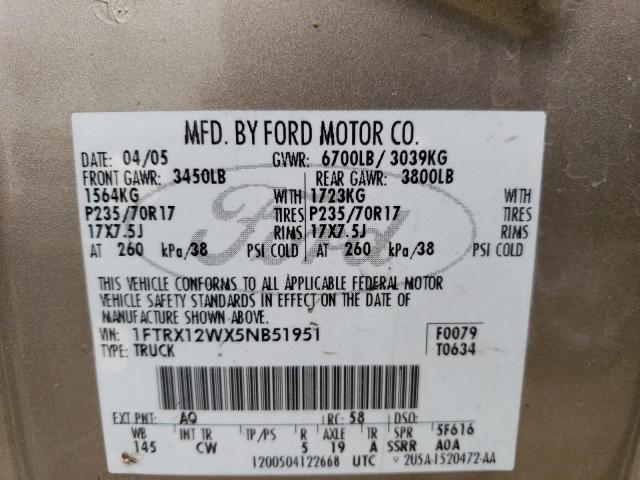 MFD. BY FORD MOTOR CO.
DATE: 04/05 GVWR: 6700LB/ 3039KG
FRONT GAWR: 3450LB REAR GAWR: 3800LB
1564KG WITH 1723KG WITH
P235/70R17 TIRES P235/70R17 TIRES
17X7.5J RIMS 17X7.5J RIMS
AT 260 kPa/38 PSI COLD AT 260 kPa/38 PSI COLD
Ford
THIS VEHICLE CONFORMS TO ALL APPLICABLE FEDERAL MOTOR
VEHICLE SAFETY STANDARDS IN EFFECT ON THE DATE OF
MANUFACTURE SHOWN ABOVE.
VIN: 1FTRX12WX5NB51951 F0079
TYPE: TRUCK T0634
EXT PNT: AQ RC: 58 DSO:
WB INT TR TP/PS R AXLE TR SPR 5F616
145 CW 5 19 A SSRR A0A
1200504122668 UTC 2U5A-1520472-AA